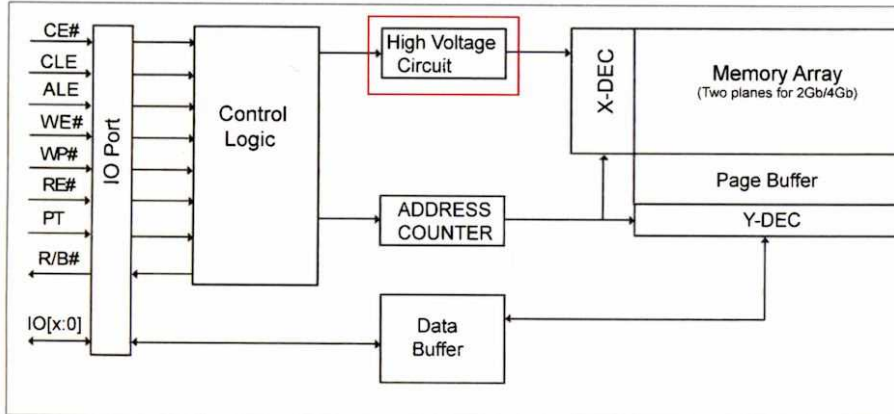 CE#
CLE
ALE
WE#
WP#
RE#
PT
R/B#
IO[x:0]
IO Port
Control
Logic
High Voltage
Circuit
ADDRESS
COUNTER
Data
Buffer
X-DEC
Memory Array
(Two planes for 2Gb/4Gb)
Page Buffer
Y-DEC